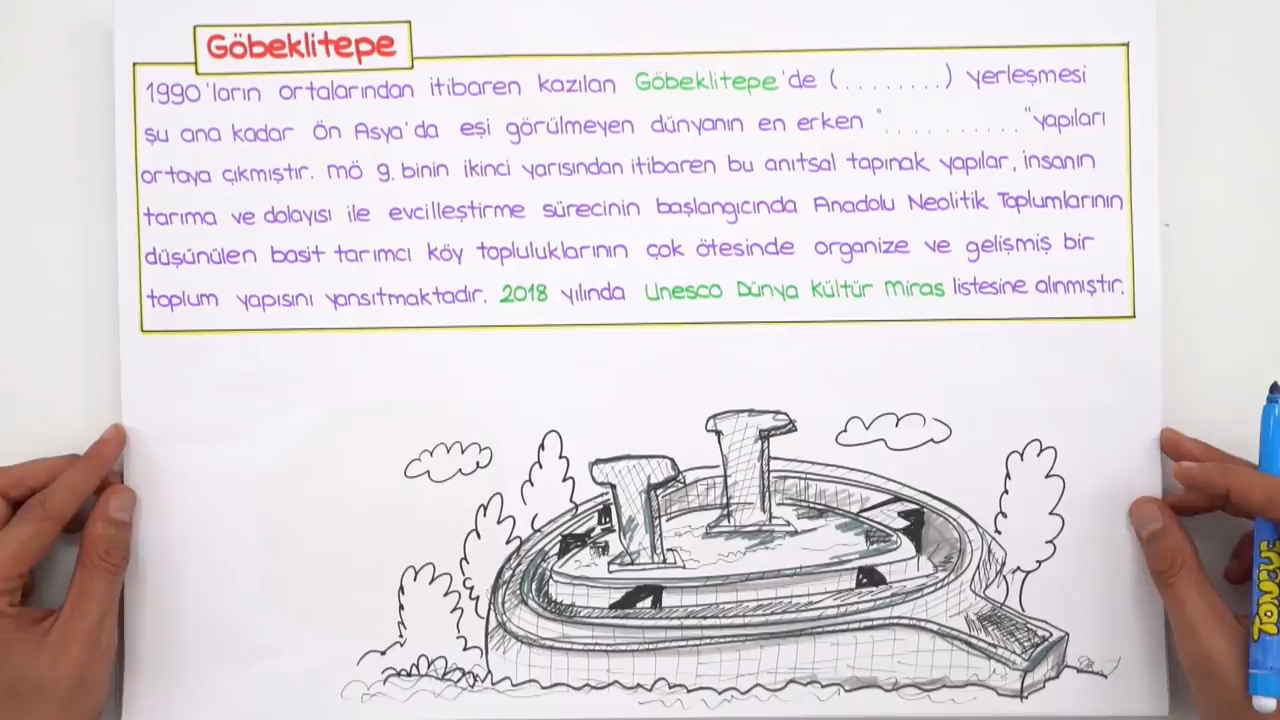 Göbeklitepe
1990'ların ortalarından itibaren kazılan Göbeklitepe'de (........) yerleşmesi
şu ana kadar Ön Asya'da eşi görülmeyen dünyanın en erken ".........." yapıları
ortaya çıkmıştır. mö 9. binin ikinci yarısından itibaren bu anıtsal tapınak yapılar, insanın
tarıma ve dolayısı ile evcilleştirme sürecinin başlangıcında Anadolu Neolitik Toplumlarının
düşünülen basit tarımcı köy topluluklarının çok ötesinde organize ve gelişmiş bir
toplum yapısını yansıtmaktadır. 2018 yılında Unesco Dünya Kültür Miras listesine alınmıştır.